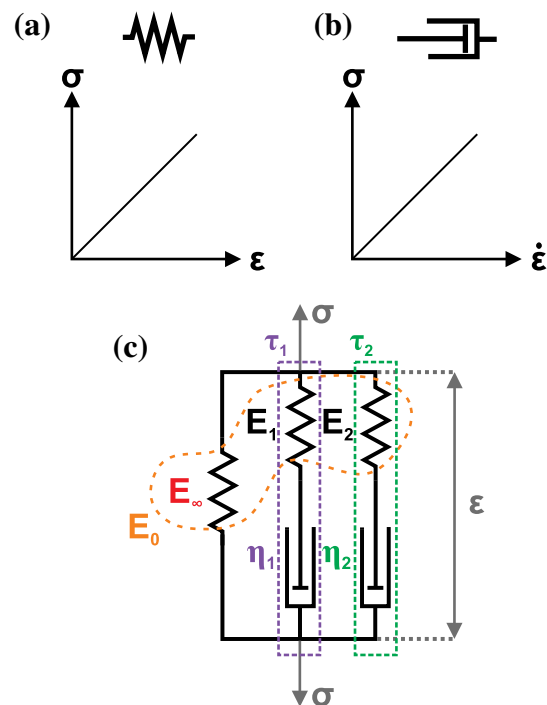 (a)
(b)
σ
σ
ε
ε̇
σ
(c)
τ₁
τ₂
E₁
E₂
E∞
E₀
ε
η₁
η₂
σ